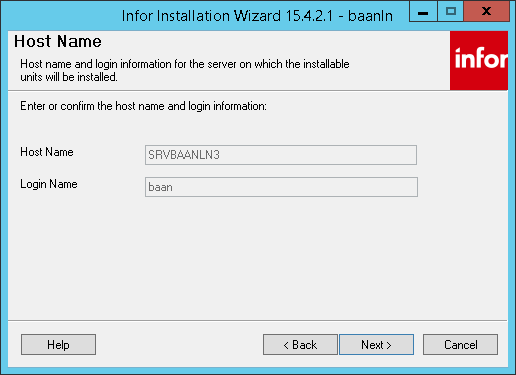 Infor Installation Wizard 15.4.2.1 - baanln
Host Name
Host name and login information for the server on which the installable
units will be installed.
infor
Enter or confirm the host name and login information:
Host Name
SRVBAANLN3
Login Name
baan
Help
< Back
Next >
Cancel